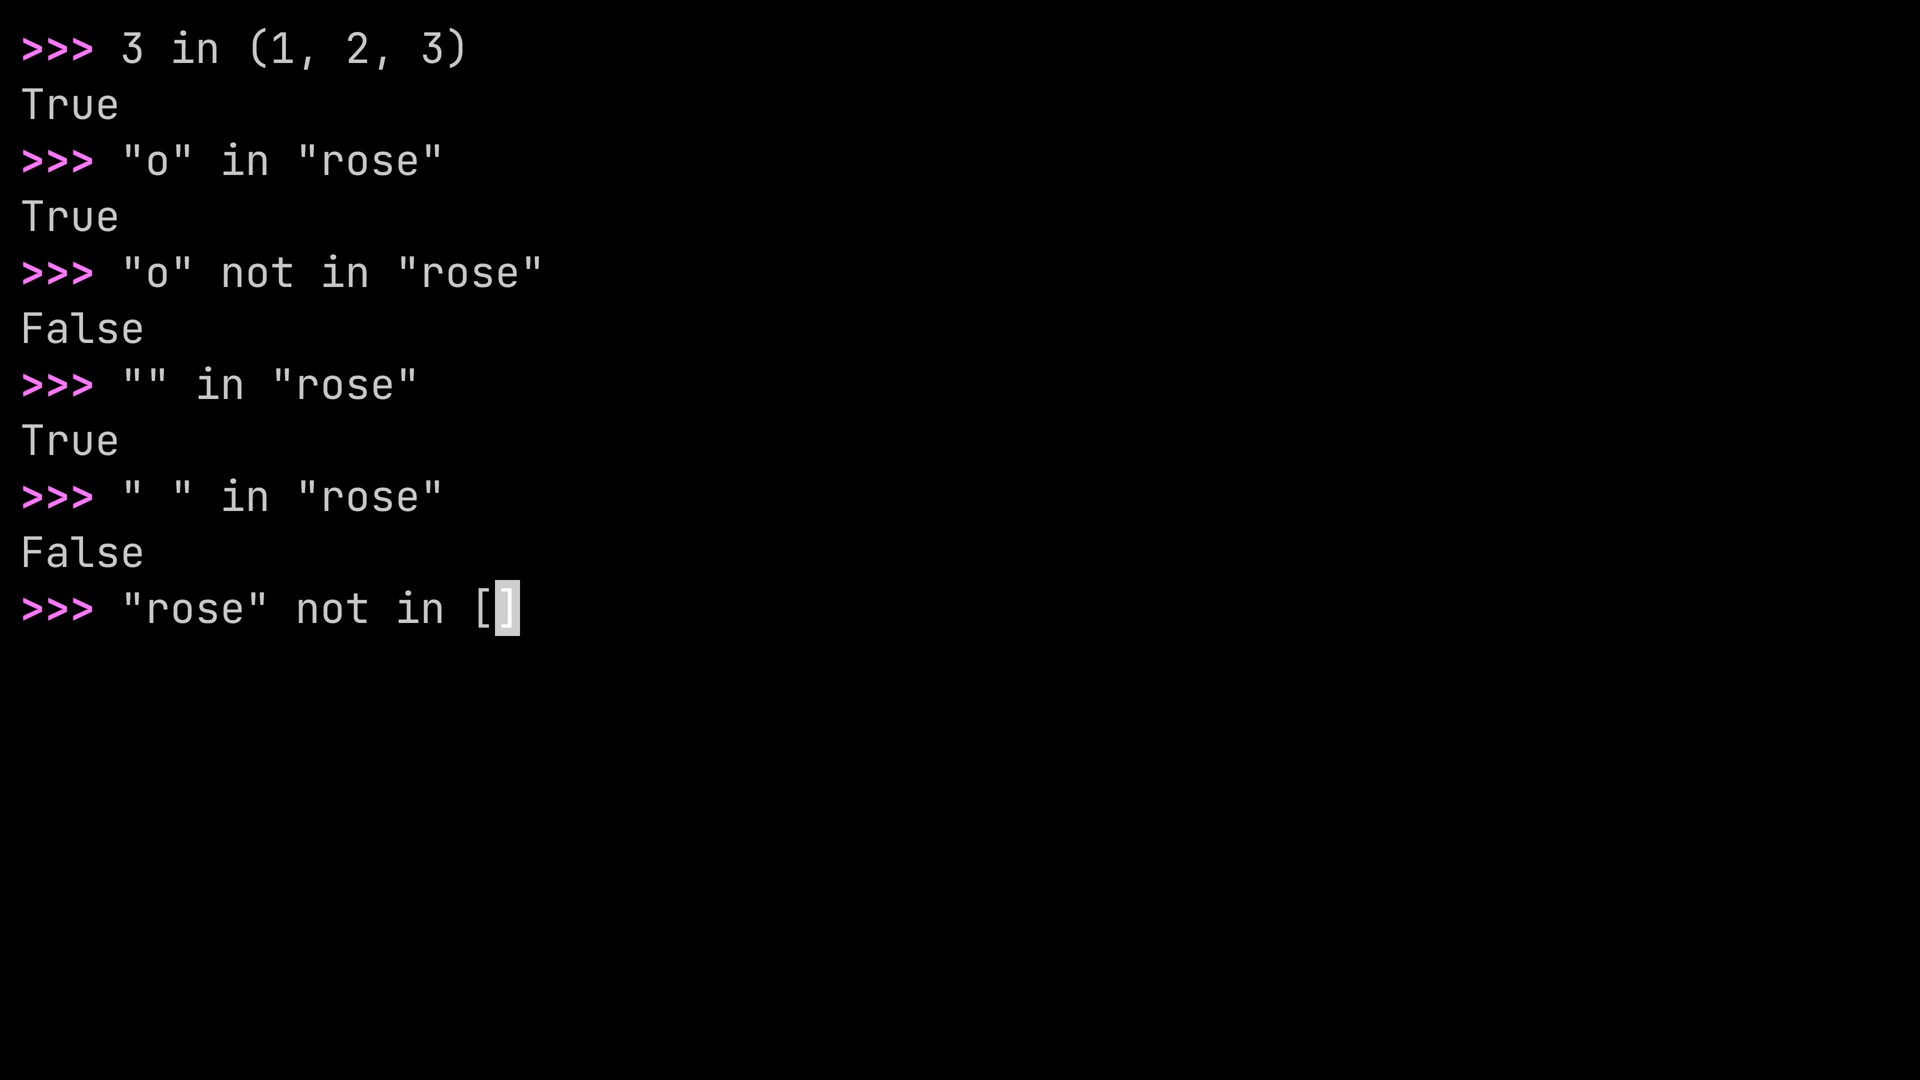 >>> 3 in (1, 2, 3)
True
>>> "o" in "rose"
True
>>> "o" not in "rose"
False
>>> "" in "rose"
True
>>> " " in "rose"
False
>>> "rose" not in []